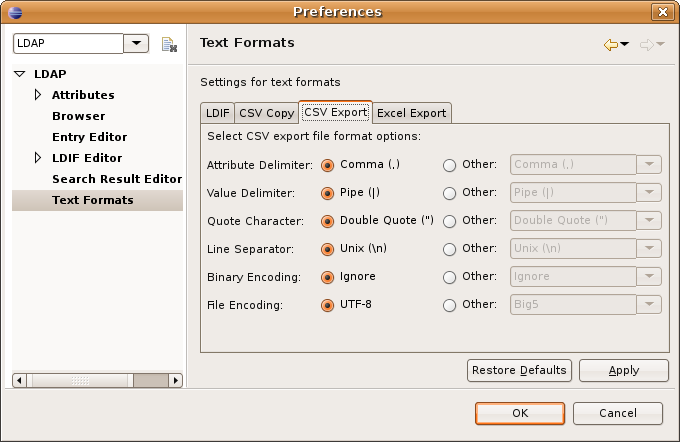 Preferences
LDAP
LDAP
Attributes
Browser
Entry Editor
LDIF Editor
Search Result Editor
Text Formats
Text Formats
Settings for text formats
LDIF CSV Copy CSV Export Excel Export
Select CSV export file format options:
Attribute Delimiter: Comma (,) Other: Comma (,)
Value Delimiter: Pipe (|) Other: Pipe (|)
Quote Character: Double Quote (") Other: Double Quote (")
Line Separator: Unix (\n) Other: Unix (\n)
Binary Encoding: Ignore Other: Ignore
File Encoding: UTF-8 Other: Big5
Restore Defaults Apply
OK Cancel